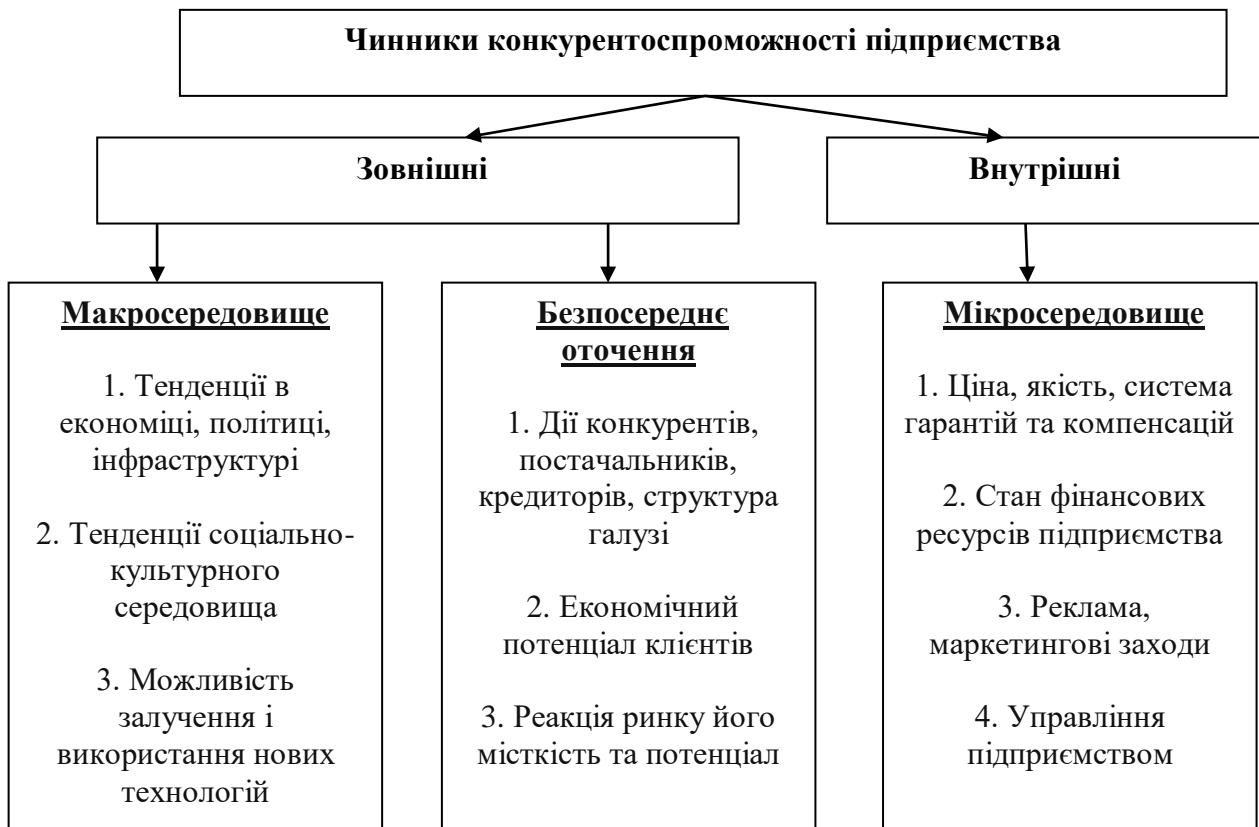 Чинники конкурентоспроможності підприємства
Зовнішні
Внутрішні
Макросередовище
1. Тенденції в
економіці, політиці,
інфраструктурі
2. Тенденції соціально-
культурного
середовища
3. Можливість
залучення і
використання нових
технологій
Безпосереднє
оточення
1. Дії конкурентів,
постачальників,
кредиторів, структура
галузі
2. Економічний
потенціал клієнтів
3. Реакція ринку його
місткість та потенціал
Мікросередовище
1. Ціна, якість, система
гарантій та компенсацій
2. Стан фінансових
ресурсів підприємства
3. Реклама,
маркетингові заходи
4. Управління
підприємством